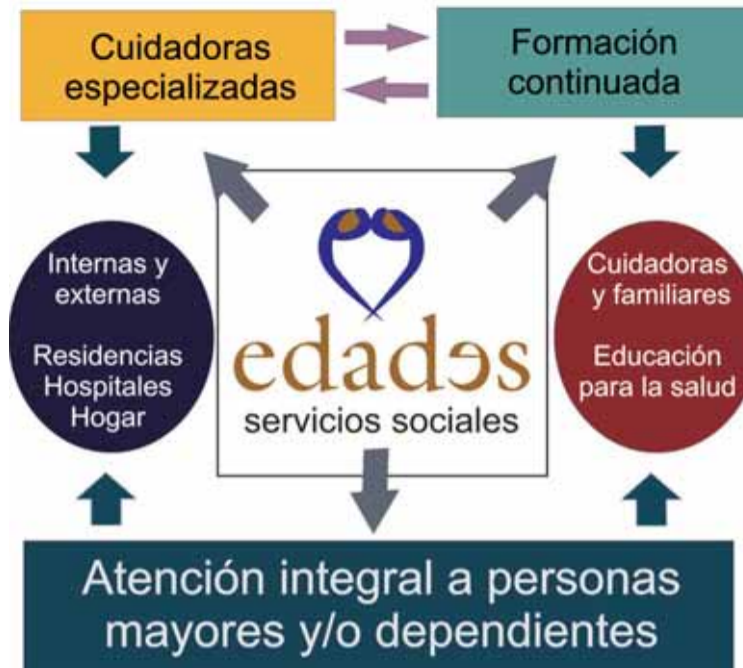 Cuidadoras
especializadas
Formación
continuada
Internas y
externas
Residencias
Hospitales
Hogar
edades
servicios sociales
Cuidadoras
y familiares
Educación
para la salud
Atención integral a personas
mayores y/o dependientes